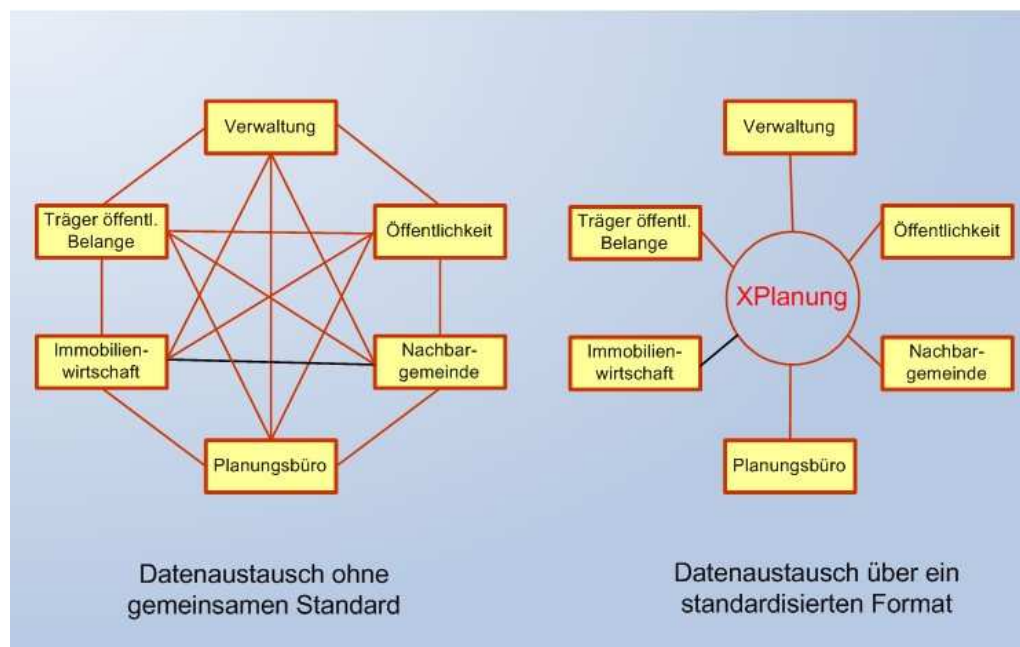 Verwaltung
Träger öffentl.
Belange
Öffentlichkeit
Immobilien-
wirtschaft
Nachbar-
gemeinde
Planungsbüro
Datenaustausch ohne
gemeinsamen Standard
Verwaltung
Träger öffentl.
Belange
Öffentlichkeit
XPlanung
Immobilien-
wirtschaft
Nachbar-
gemeinde
Planungsbüro
Datenaustausch über ein
standardisierten Format